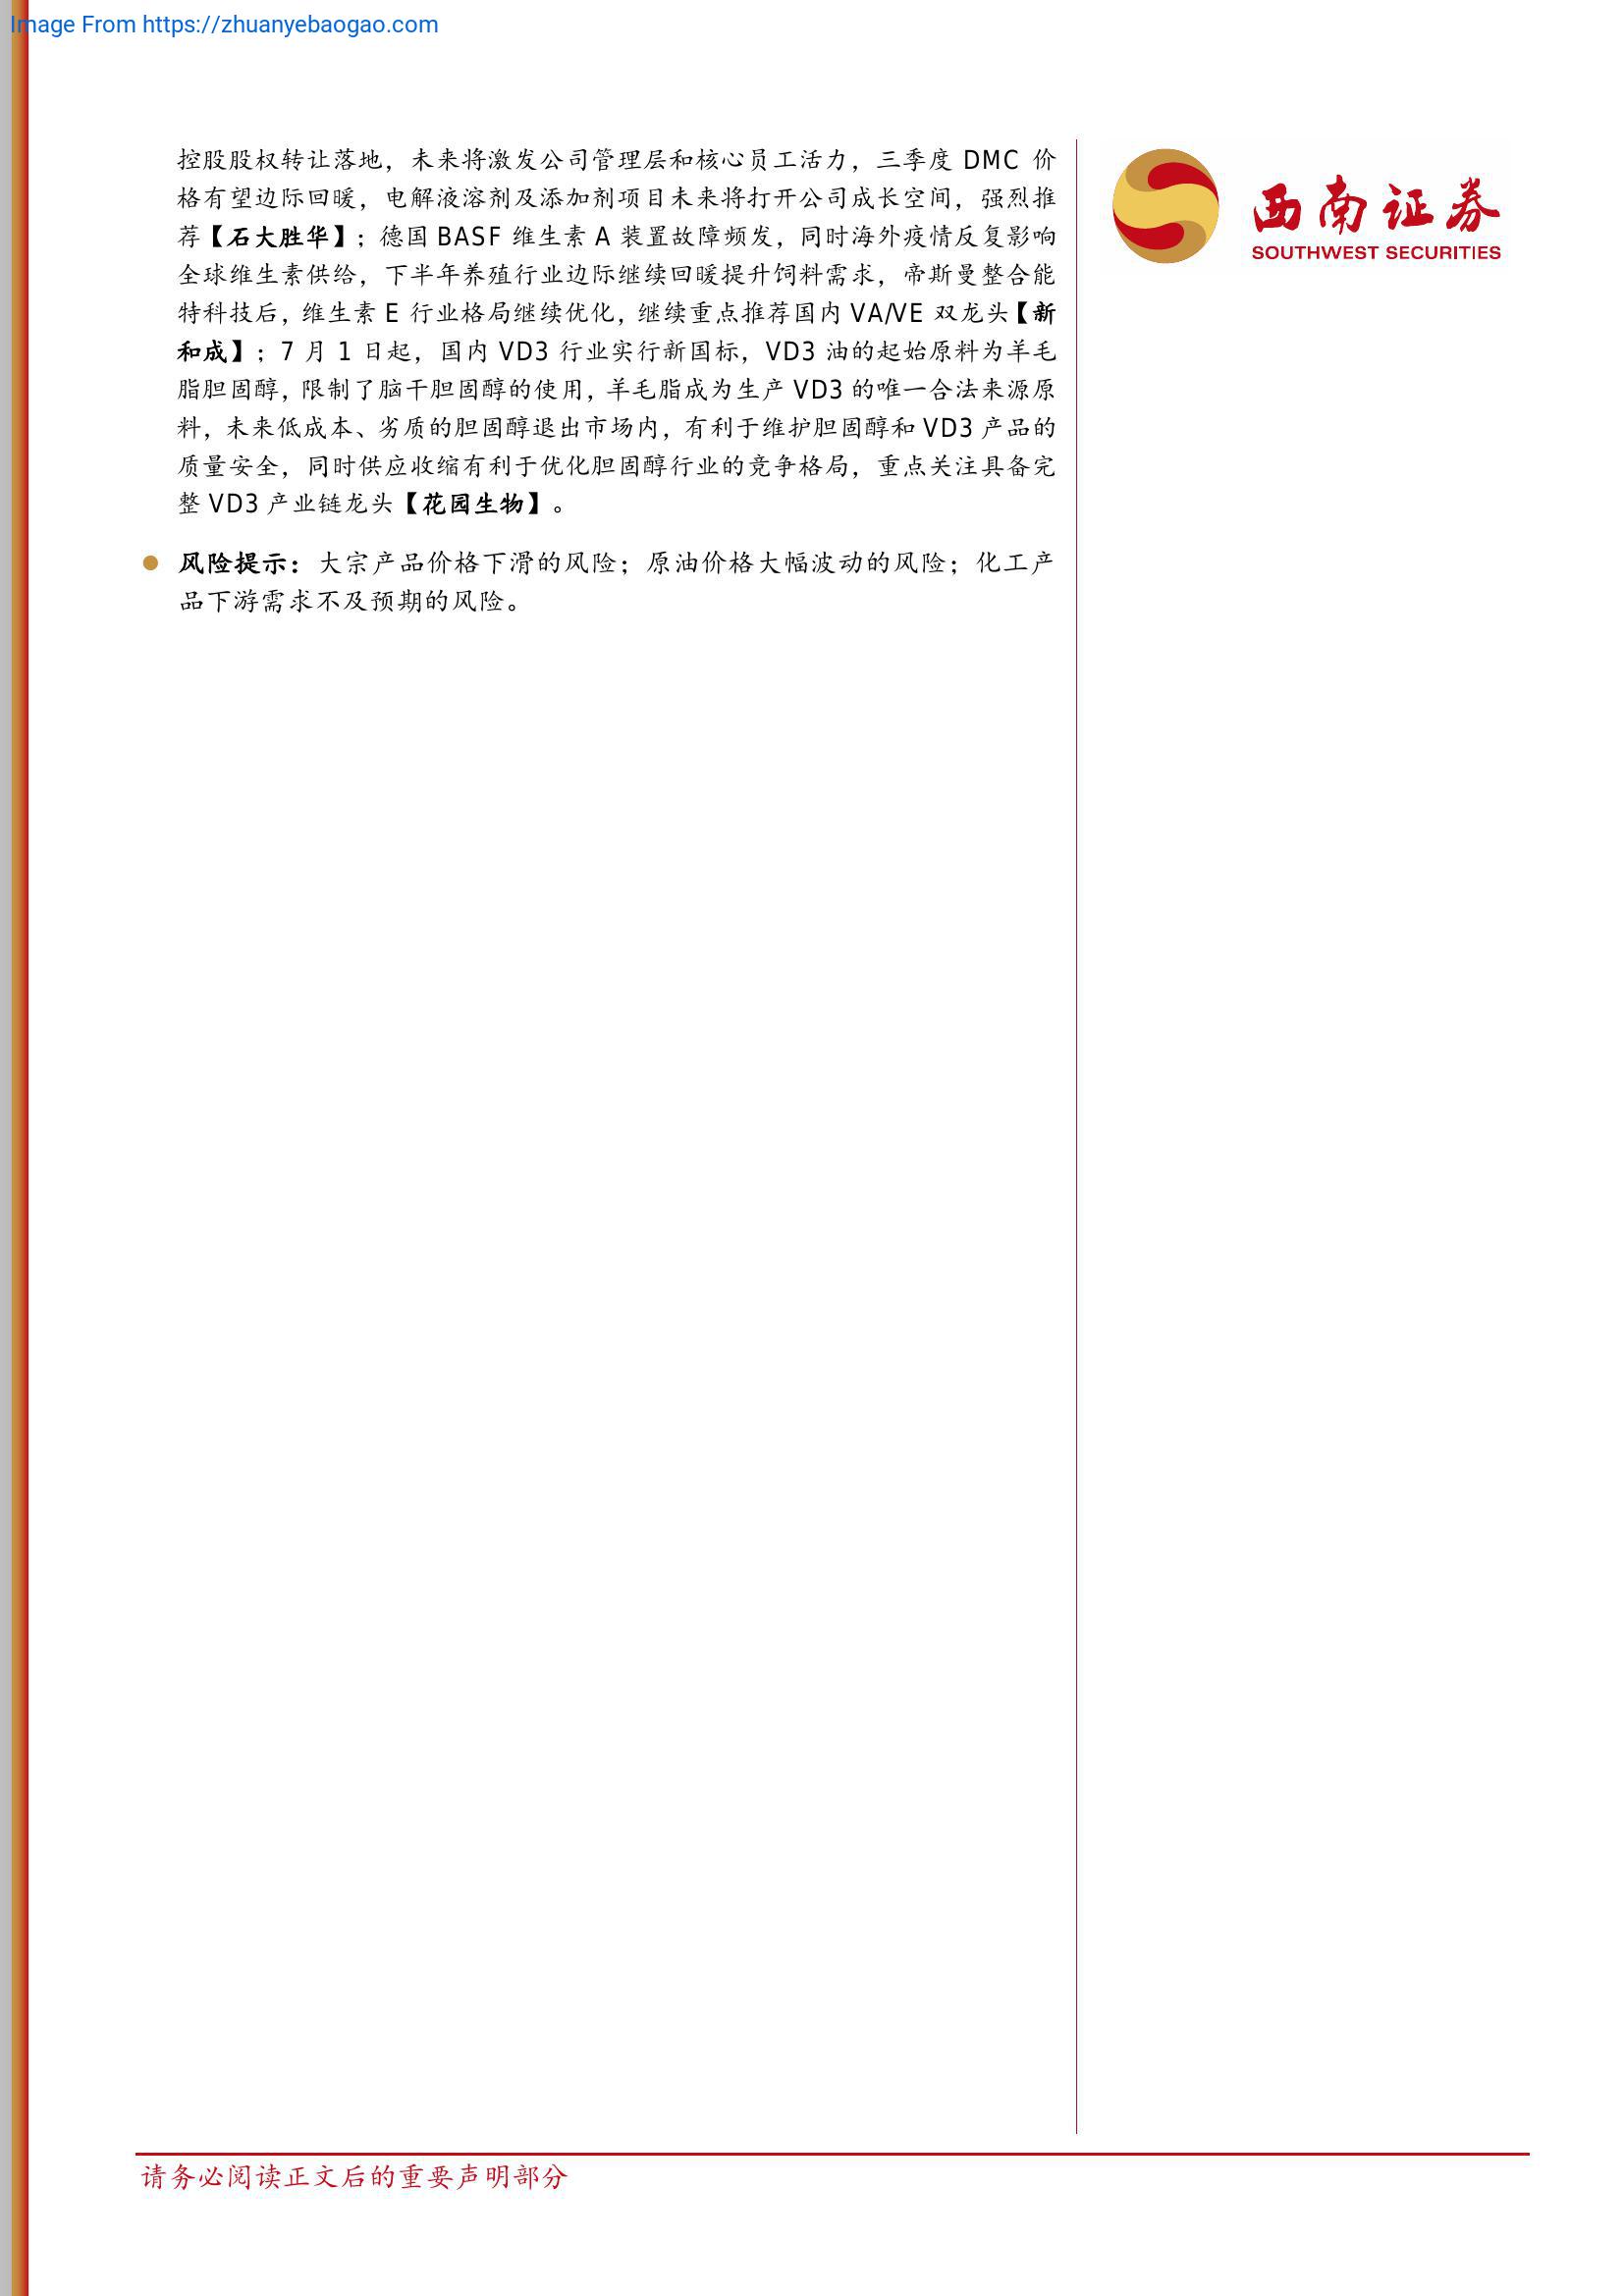 Image From https://zhuanyebaogao.com
控股股权转让落地，未来将激发公司管理层和核心员工活力，三季度 DMC 价
格有望边际回暖，电解液溶剂及添加剂项目未来将打开公司成长空间，强烈推
荐【石大胜华】；德国 BASF 维生素 A 装置故障频发，同时海外疫情反复影响
全球维生素供给，下半年养殖行业边际继续回暖提升饲料需求，帝斯曼整合能
特科技后，维生素 E 行业格局继续优化，继续重点推荐国内 VA/VE 双龙头【新
和成】；7 月 1 日起，国内 VD3 行业实行新国标，VD3 油的起始原料为羊毛
脂胆固醇，限制了脑干胆固醇的使用，羊毛脂成为生产 VD3 的唯一合法来源原
料，未来低成本、劣质的胆固醇退出市场内，有利于维护胆固醇和 VD3 产品的
质量安全，同时供应收缩有利于优化胆固醇行业的竞争格局，重点关注具备完
整 VD3 产业链龙头【花园生物】。
风险提示：大宗产品价格下滑的风险；原油价格大幅波动的风险；化工产
品下游需求不及预期的风险。
西南证券
SOUTHWEST SECURITIES
请务必阅读正文后的重要声明部分